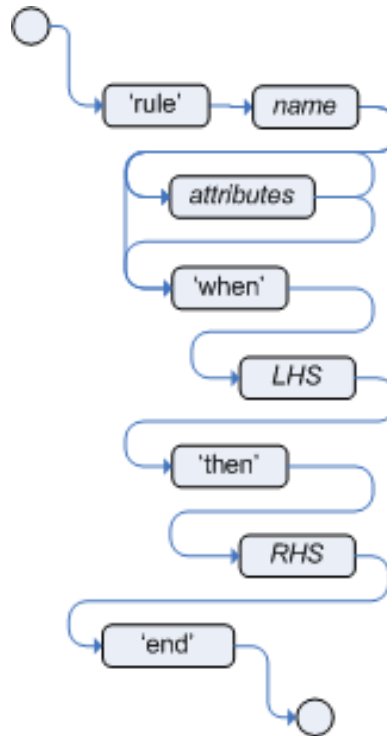 ‘rule’ name
attributes
‘when’
LHS
‘then’
RHS
‘end’